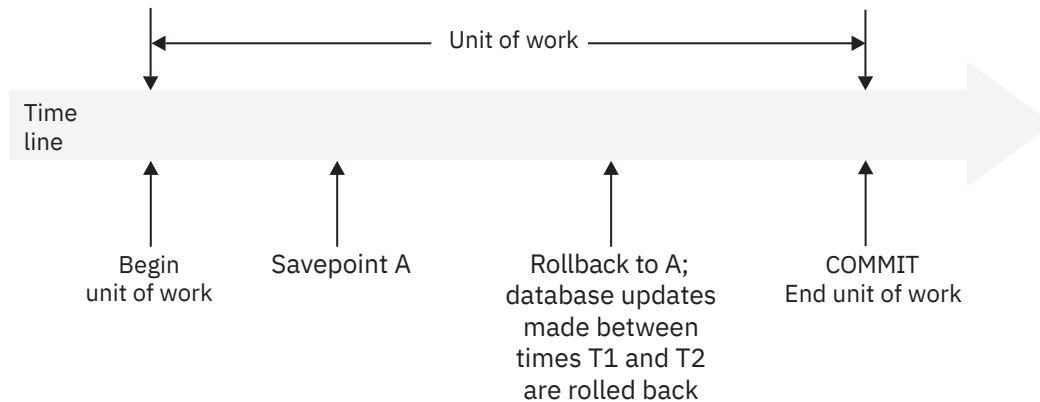 Unit of work
Time
line
Begin
unit of work
Savepoint A
Rollback to A;
database updates
made between
times T1 and T2
are rolled back
COMMIT
End unit of work